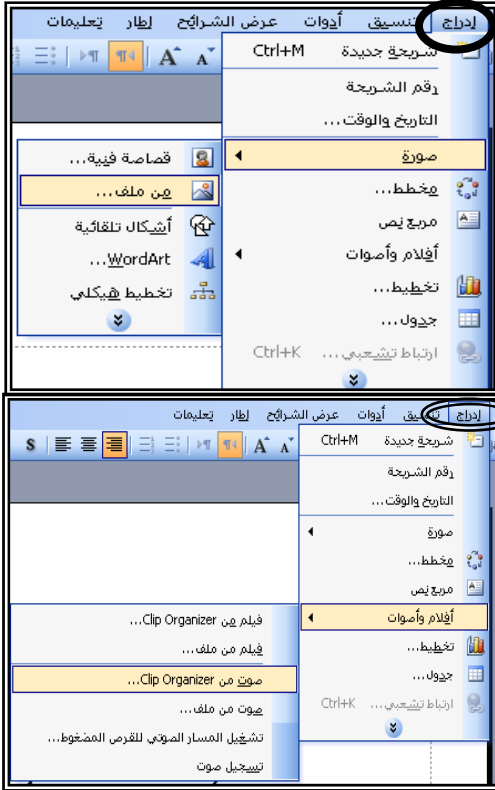 إدراج تنسيق أدوات عرض الشرائح إطار تعليمات
شريحة جديدة Ctrl+M
رقم الشريحة
التاريخ والوقت...
صورة
مخطط...
مربع نص
أفلام وأصوات
تخطيط...
جدول...
ارتباط تشعبي... Ctrl+K
قصاصة فنية...
من ملف...
أشكال تلقائية
WordArt...
تخطيط هيكلي
إدراج تنسيق أدوات عرض الشرائح إطار تعليمات
S
شريحة جديدة Ctrl+M
رقم الشريحة
التاريخ والوقت...
صورة
مخطط...
مربع نص
أفلام وأصوات
تخطيط...
جدول...
ارتباط تشعبي... Ctrl+K
فيلم من Clip Organizer...
فيلم من ملف...
صوت من Clip Organizer...
صوت من ملف...
تشغيل المسار الصوتي للقرص المضغوط...
تسجيل صوت